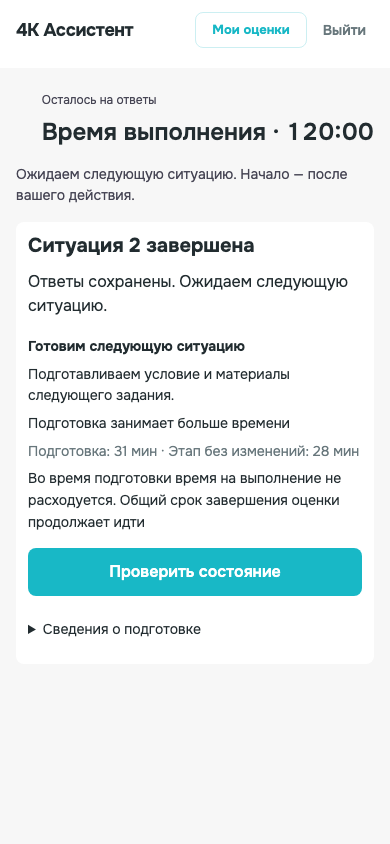 4K Ассистент
Мои оценки
Выйти
Осталось на ответы
Время выполнения · 120:00
Ожидаем следующую ситуацию. Начало — после
вашего действия.
Ситуация 2 завершена
Ответы сохранены. Ожидаем следующую
ситуацию.
Готовим следующую ситуацию
Подготавливаем условие и материалы
следующего задания.
Подготовка занимает больше времени
Подготовка: 31 мин · Этап без изменений: 28 мин
Во время подготовки время на выполнение не
расходуется. Общий срок завершения оценки
продолжает идти
Проверить состояние
Сведения о подготовке